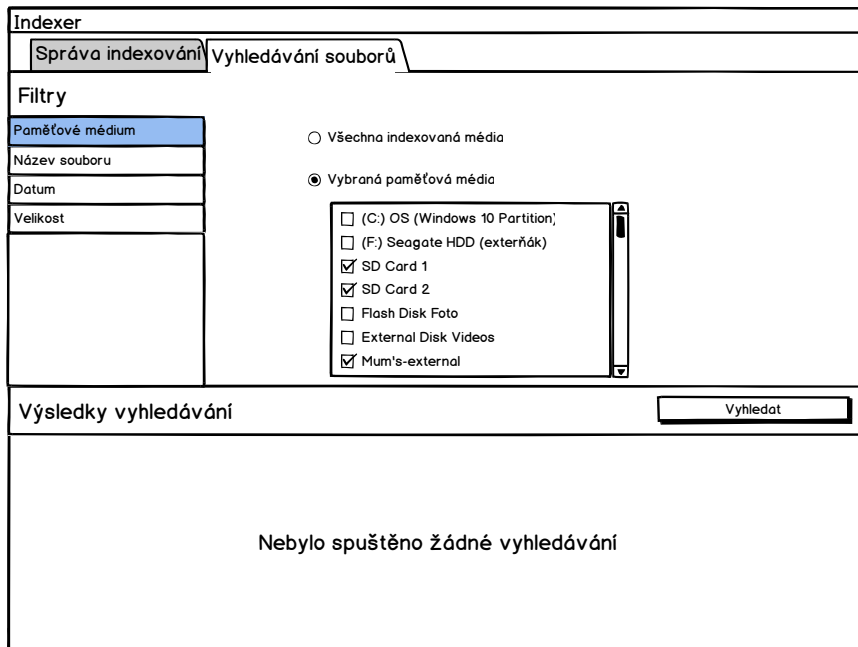 Indexer
Správa indexování
Vyhledávání souborů
Filtry
Paměťové médium
Název souboru
Datum
Velikost
Všechna indexovaná média
Vybraná paměťová média
(C:) OS (Windows 10 Partition)
(F:) Seagate HDD (exterňák)
SD Card 1
SD Card 2
Flash Disk Foto
External Disk Videos
Mum's-external
Výsledky vyhledávání
Vyhledat
Nebylo spuštěno žádné vyhledávání